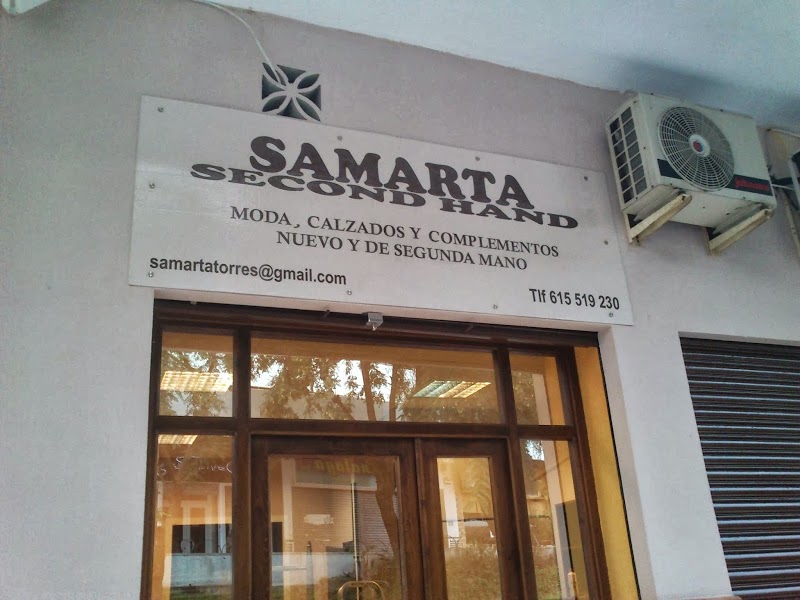 SAMARTA
SECOND HAND
MODA, CALZADOS Y COMPLEMENTOS
NUEVO Y DE SEGUNDA MANO
samartatorres@gmail.com
Tlf 615 519 230